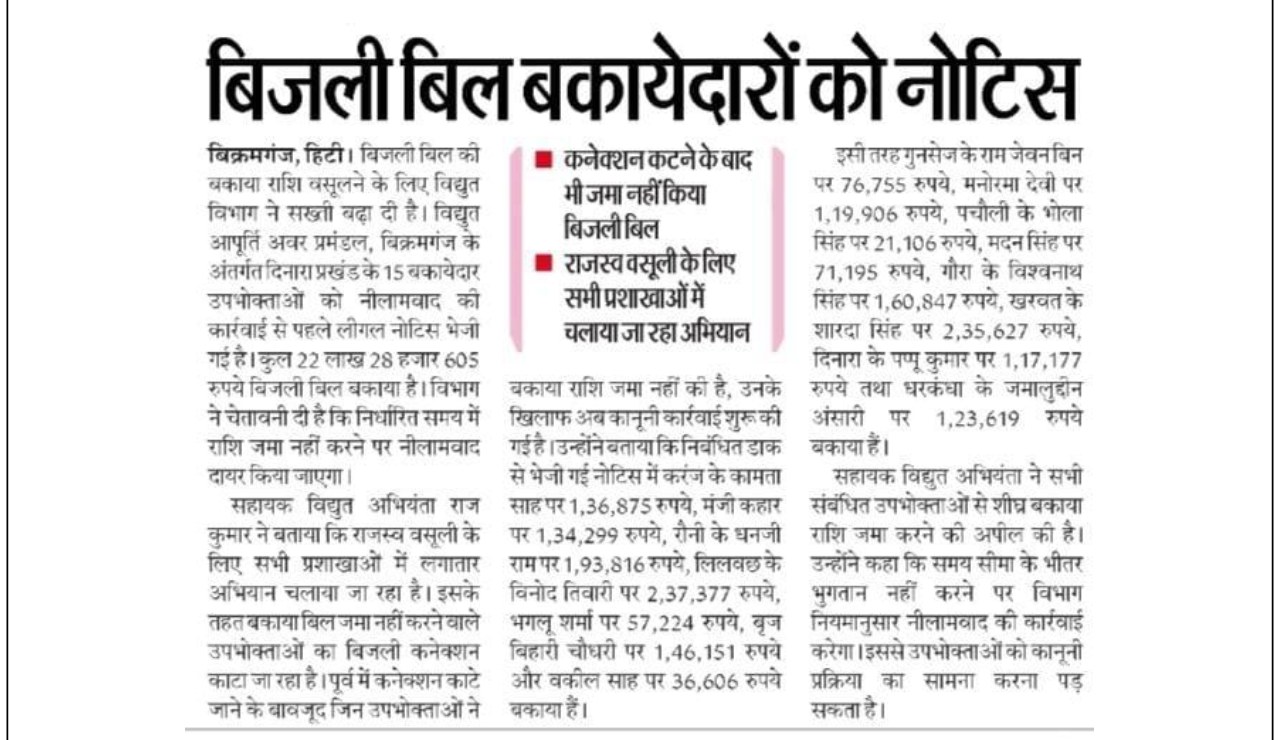 बिजली बिल बकायेदारों को नोटिस
बिक्रमगंज, हिटी। बिजली बिल की
बकाया राशि वसूलने के लिए विद्युत
विभाग ने सख्ती बढ़ा दी है। विद्युत
आपूर्ति अवर प्रमंडल, बिक्रमगंज के
अंतर्गत दिनारा प्रखंड के 15 बकायेदार
उपभोक्ताओं को नीलामवाद की
कार्रवाई से पहले लीगल नोटिस भेजी
गई है। कुल 22 लाख 28 हजार 605
रुपये बिजली बिल बकाया है। विभाग
ने चेतावनी दी है कि निर्धारित समय में
राशि जमा नहीं करने पर नीलामवाद
दायर किया जाएगा।
सहायक विद्युत अभियंता राज
कुमार ने बताया कि राजस्व वसूली के
लिए सभी प्रशाखाओं में लगातार
अभियान चलाया जा रहा है। इसके
तहत बकाया बिल जमा नहीं करने वाले
उपभोक्ताओं का बिजली कनेक्शन
काटा जा रहा है। पूर्व में कनेक्शन काटे
जाने के बावजूद जिन उपभोक्ताओं ने
■ कनेक्शन कटने के बाद
भी जमा नहीं किया
बिजली बिल
■ राजस्व वसूली के लिए
सभी प्रशाखाओं में
चलाया जा रहा अभियान
बकाया राशि जमा नहीं की है, उनके
खिलाफ अब कानूनी कार्रवाई शुरू की
गई है। उन्होंने बताया कि निबंधित डाक
से भेजी गई नोटिस में करंज के कामता
साह पर 1,36,875 रुपये, मंजी कहार
पर 1,34,299 रुपये, रौनी के धनजी
राम पर 1,93,816 रुपये, लिलवछ के
विनोद तिवारी पर 2,37,377 रुपये,
भगलू शर्मा पर 57,224 रुपये, बृज
बिहारी चौधरी पर 1,46,151 रुपये
और वकील साह पर 36,606 रुपये
बकाया हैं।
इसी तरह गुनसेज के राम जेवन बिन
पर 76,755 रुपये, मनोरमा देवी पर
1,19,906 रुपये, पचौली के भोला
सिंह पर 21,106 रुपये, मदन सिंह पर
71,195 रुपये, गौरा के विश्वनाथ
सिंह पर 1,60,847 रुपये, खरवत के
शारदा सिंह पर 2,35,627 रुपये,
दिनारा के पप्पू कुमार पर 1,17,177
रुपये तथा धरकंधा के जमालुद्दीन
अंसारी पर 1,23,619 रुपये
बकाया हैं।
सहायक विद्युत अभियंता ने सभी
संबंधित उपभोक्ताओं से शीघ्र बकाया
राशि जमा करने की अपील की है।
उन्होंने कहा कि समय सीमा के भीतर
भुगतान नहीं करने पर विभाग
नियमानुसार नीलामवाद की कार्रवाई
करेगा। इससे उपभोक्ताओं को कानूनी
प्रक्रिया का सामना करना पड़
सकता है।